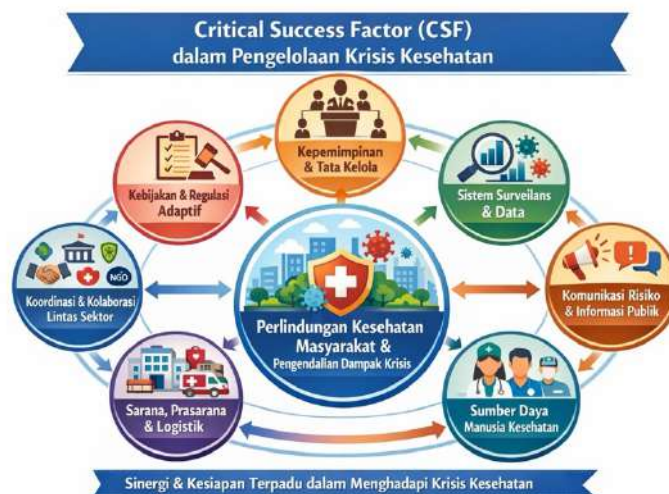 Critical Success Factor (CSF)
dalam Pengelolaan Krisis Kesehatan
Kepemimpinan
& Tata Kelola
Kebijakan & Regulasi
Adaptif
Sistem Surveilans
& Data
Koordinasi & Kolaborasi
Lintas Sektor
NGO
Perlindungan Kesehatan
Masyarakat &
Pengendalian Dampak Krisis
Komunikasi Risiko
& Informasi Publik
Sarana, Prasarana
& Logistik
Sumber Daya
Manusia Kesehatan
Sinergi & Kesiapan Terpadu dalam Menghadapi Krisis Kesehatan